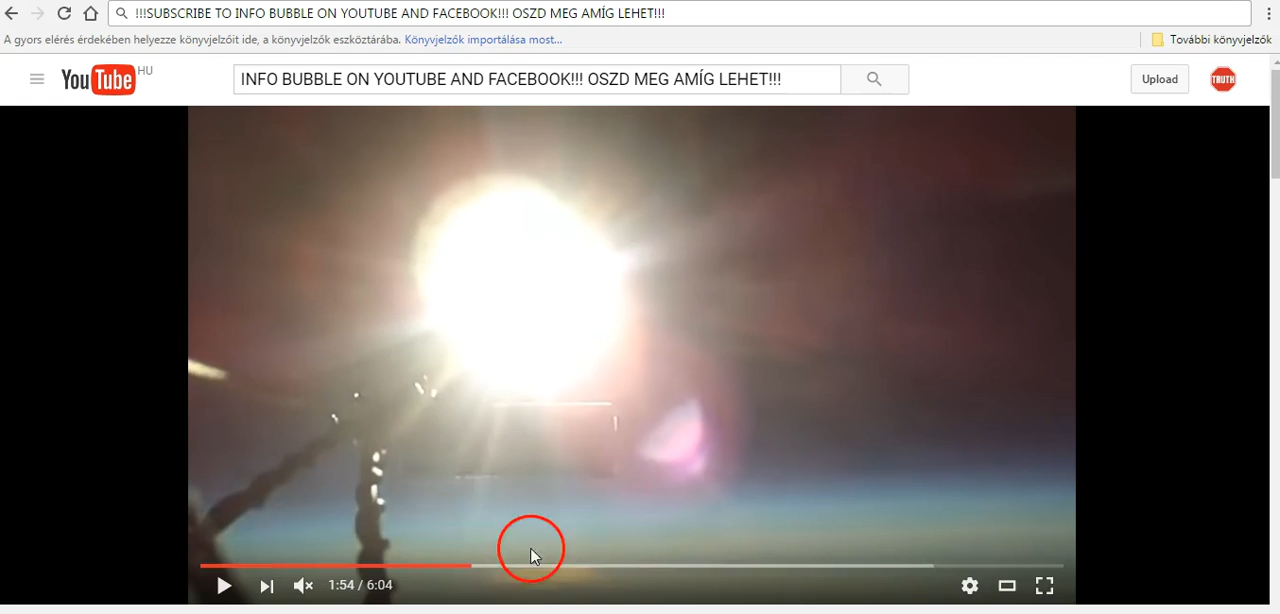 !!!SUBSCRIBE TO INFO BUBBLE ON YOUTUBE AND FACEBOOK!!! OSZD MEG AMÍG LEHET!!!
A gyors elérés érdekében helyezze könyvjelzőit ide, a könyvjelzők eszköztárába. Könyvjelzők importálása most... További könyvjelzők
YouTube HU INFO BUBBLE ON YOUTUBE AND FACEBOOK!!! OSZD MEG AMÍG LEHET!!! Upload TRUTH
1:54 / 6:04